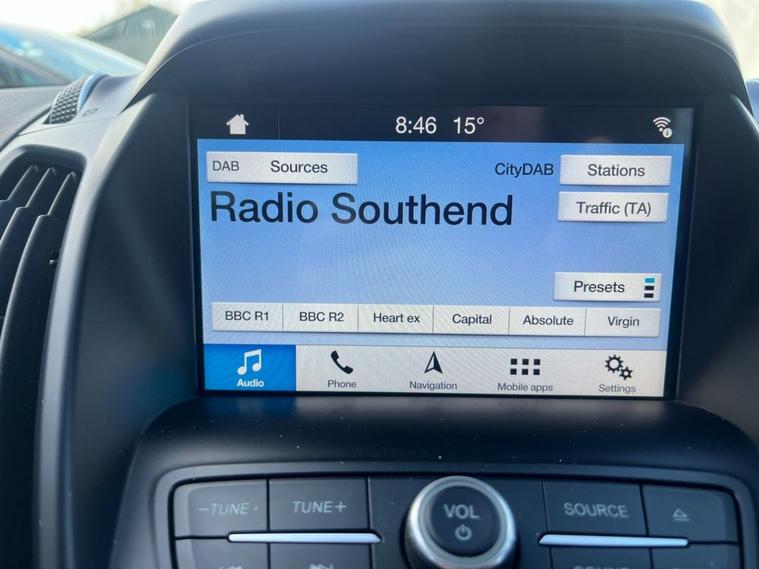 8:46 15°
DAB Sources
CityDAB Stations
Radio Southend
Traffic (TA)
Presets
BBC R1 BBC R2 Heart ex Capital Absolute Virgin
Audio Phone Navigation Mobile apps Settings
-TUNE TUNE+ VOL SOURCE